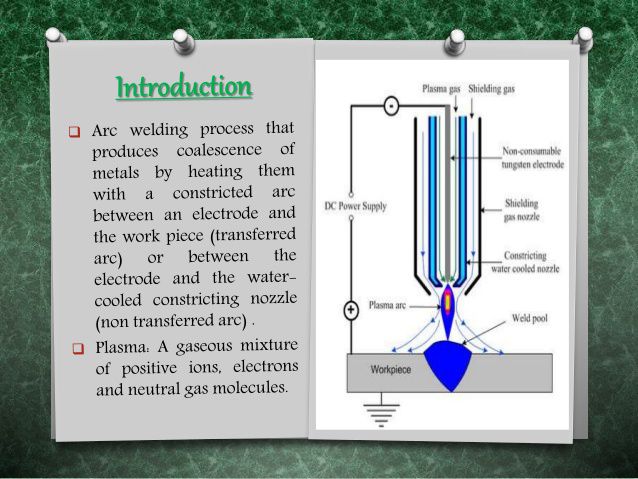 Introduction
Arc welding process that
produces coalescence of
metals by heating them
with a constricted arc
between an electrode and
the work piece (transferred
arc) or between the
electrode and the water-
cooled constricting nozzle
(non transferred arc) .
Plasma: A gaseous mixture
of positive ions, electrons
and neutral gas molecules.
Plasma gas Shielding gas
-
Non-consumable
tungsten electrode
DC Power Supply
Shielding
gas nozzle
Constricting
water cooled nozzle
+
Plasma arc
Weld pool
Workpiece